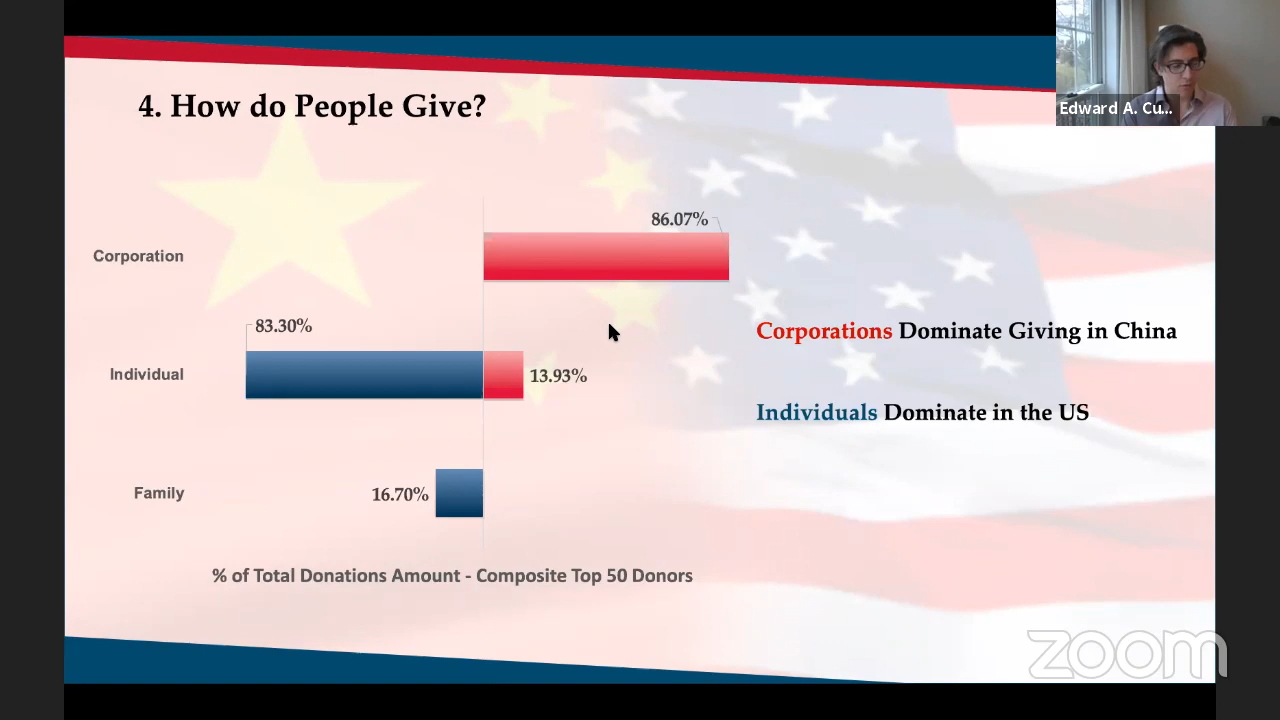 4. How do People Give?
Edward A. Cu...
86.07%
Corporation
83.30%
Corporations Dominate Giving in China
Individual
13.93%
Individuals Dominate in the US
Family
16.70%
% of Total Donations Amount - Composite Top 50 Donors
zoom